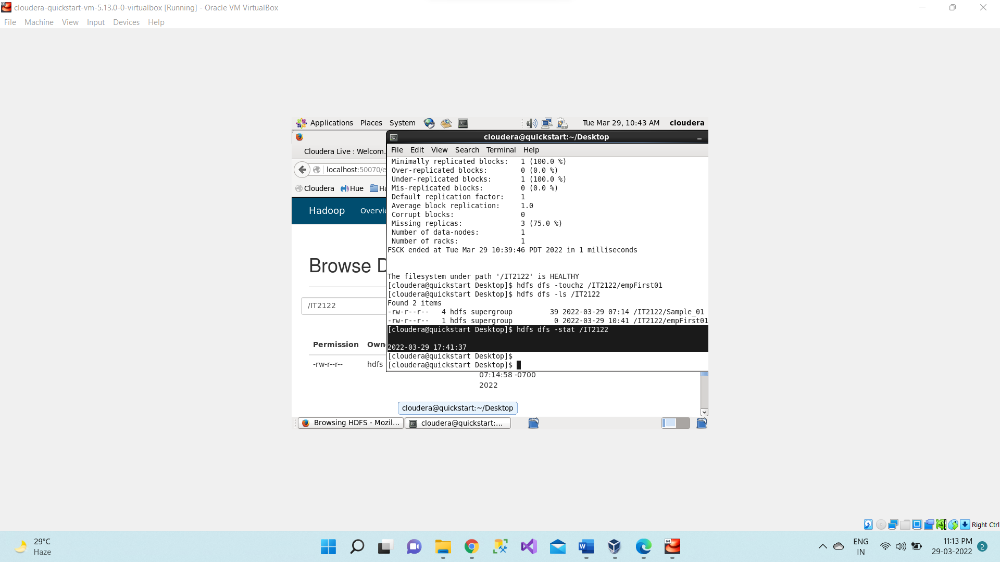 cloudera-quickstart-vm-5.13.0-0-virtualbox [Running] - Oracle VM VirtualBox
File Machine View Input Devices Help
Applications Places System Tue Mar 29, 10:43 AM cloudera
cloudera@quickstart:~/Desktop
Cloudera Live : Welcom.
File Edit View Search Terminal Help
localhost:50070/e
Cloudera Hue Ha
Hadoop Overvie
Browse D
/IT2122
Permission Own
-rw-r--r-- hdfs
Minimally replicated blocks: 1 (100.0 %)
Over-replicated blocks: 0 (0.0 %)
Under-replicated blocks: 1 (100.0 %)
Mis-replicated blocks: 0 (0.0 %)
Default replication factor: 1
Average block replication: 1.0
Corrupt blocks: 0
Missing replicas: 3 (75.0 %)
Number of data-nodes: 1
Number of racks: 1
FSCK ended at Tue Mar 29 10:39:46 PDT 2022 in 1 milliseconds
The filesystem under path '/IT2122' is HEALTHY
[cloudera@quickstart Desktop]$ hdfs dfs -touchz /IT2122/empFirst01
[cloudera@quickstart Desktop]$ hdfs dfs -ls /IT2122
Found 2 items
-rw-r--r-- 4 hdfs supergroup 39 2022-03-29 07:14 /IT2122/Sample_01
-rw-r--r-- 1 hdfs supergroup 0 2022-03-29 10:41 /IT2122/empFirst01
[cloudera@quickstart Desktop]$ hdfs dfs -stat /IT2122
2022-03-29 17:41:37
[cloudera@quickstart Desktop]$
[cloudera@quickstart Desktop]$
07:14:58 -0700
2022
cloudera@quickstart:~/Desktop
Browsing HDFS - Mozil... cloudera@quickstart:...
Right Ctrl
29°C
Haze
64
ENG
IN
11:13 PM
29-03-2022
2